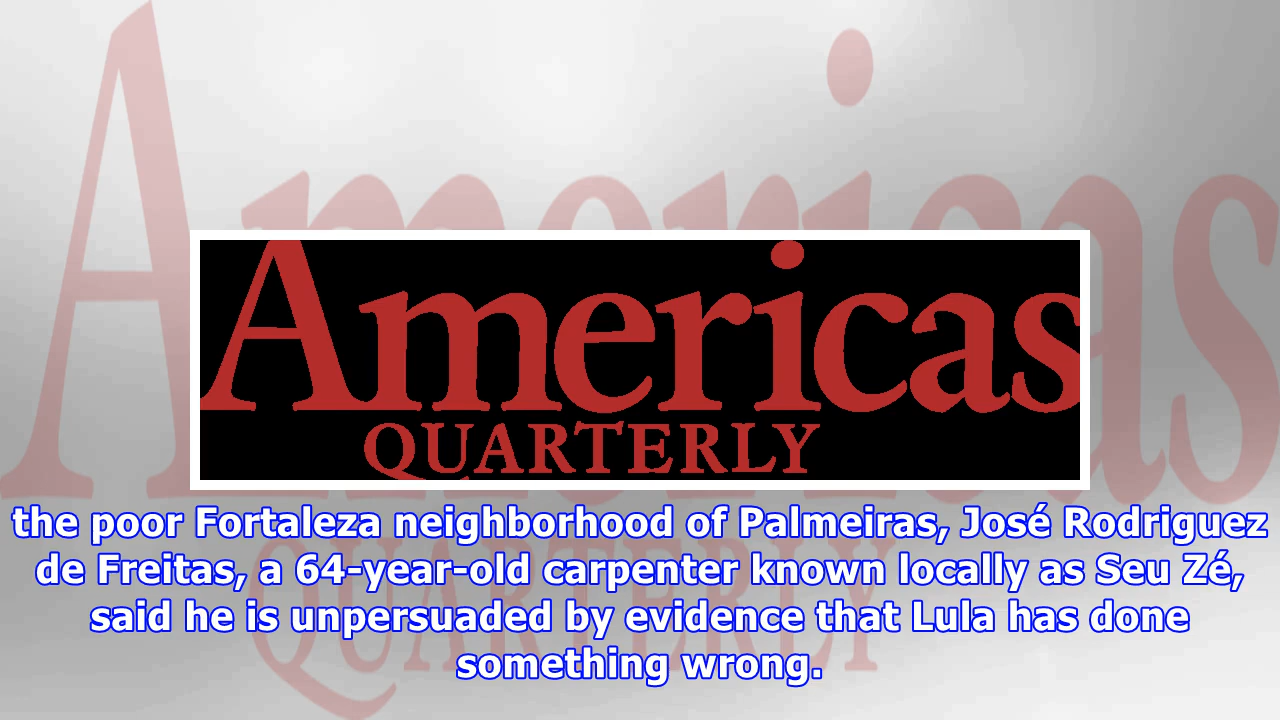 Americas
QUARTERLY
the poor Fortaleza neighborhood of Palmeiras, José Rodriguez
de Freitas, a 64-year-old carpenter known locally as Seu Zé,
said he is unpersuaded by evidence that Lula has done
something wrong.